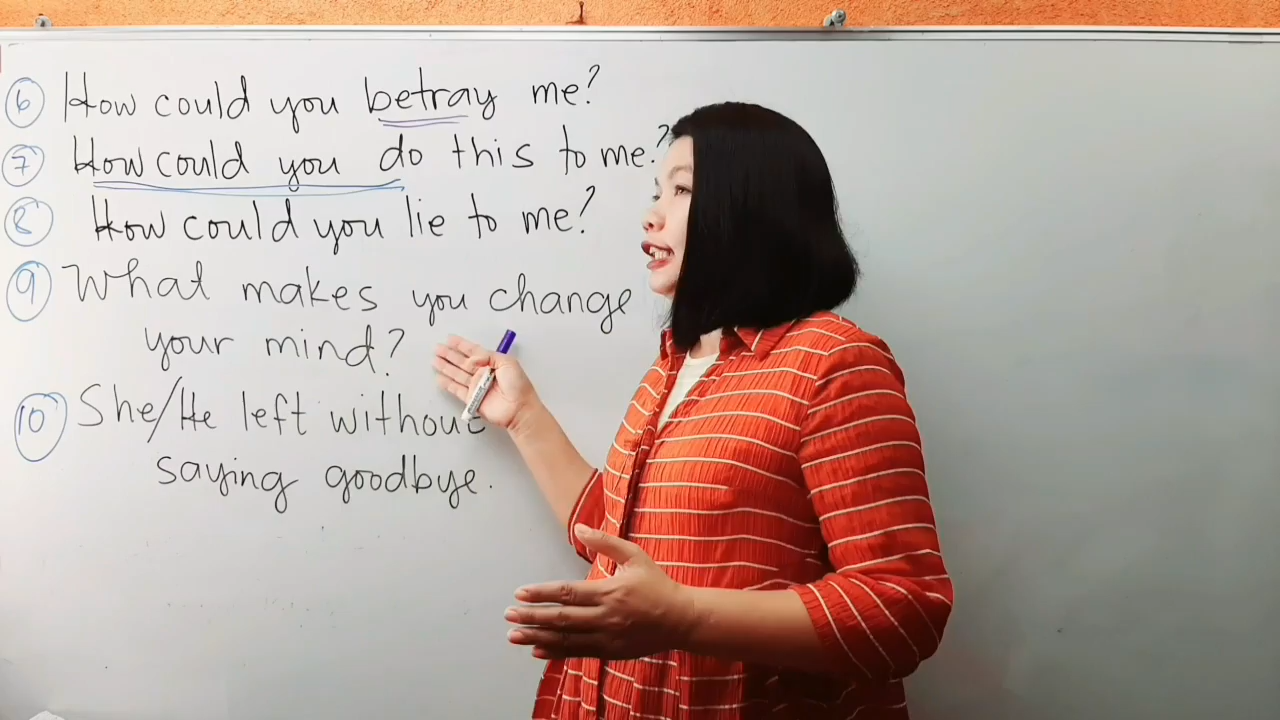 6 How could you betray me?
7 How could you do this to me?
8 How could you lie to me?
9 What makes you change
your mind?
10 She/He left without
saying goodbye.